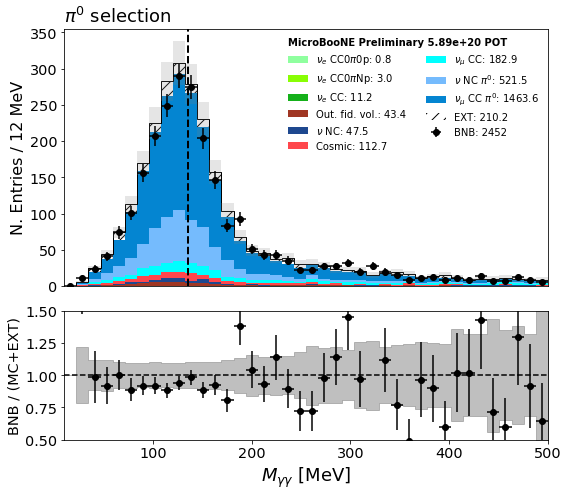 π⁰ selection
N. Entries / 12 MeV
350
300
250
200
150
100
50
0
MicroBooNE Preliminary 5.89e+20 POT
νₑ CC0π0p: 0.8
νₑ CC0πNp: 3.0
νₑ CC: 11.2
Out. fid. vol.: 43.4
ν NC: 47.5
Cosmic: 112.7
ν_μ CC: 182.9
ν NC π⁰: 521.5
ν_μ CC π⁰: 1463.6
EXT: 210.2
BNB: 2452
BNB / (MC+EXT)
1.50
1.25
1.00
0.75
0.50
100 200 300 400 500
M_γγ [MeV]